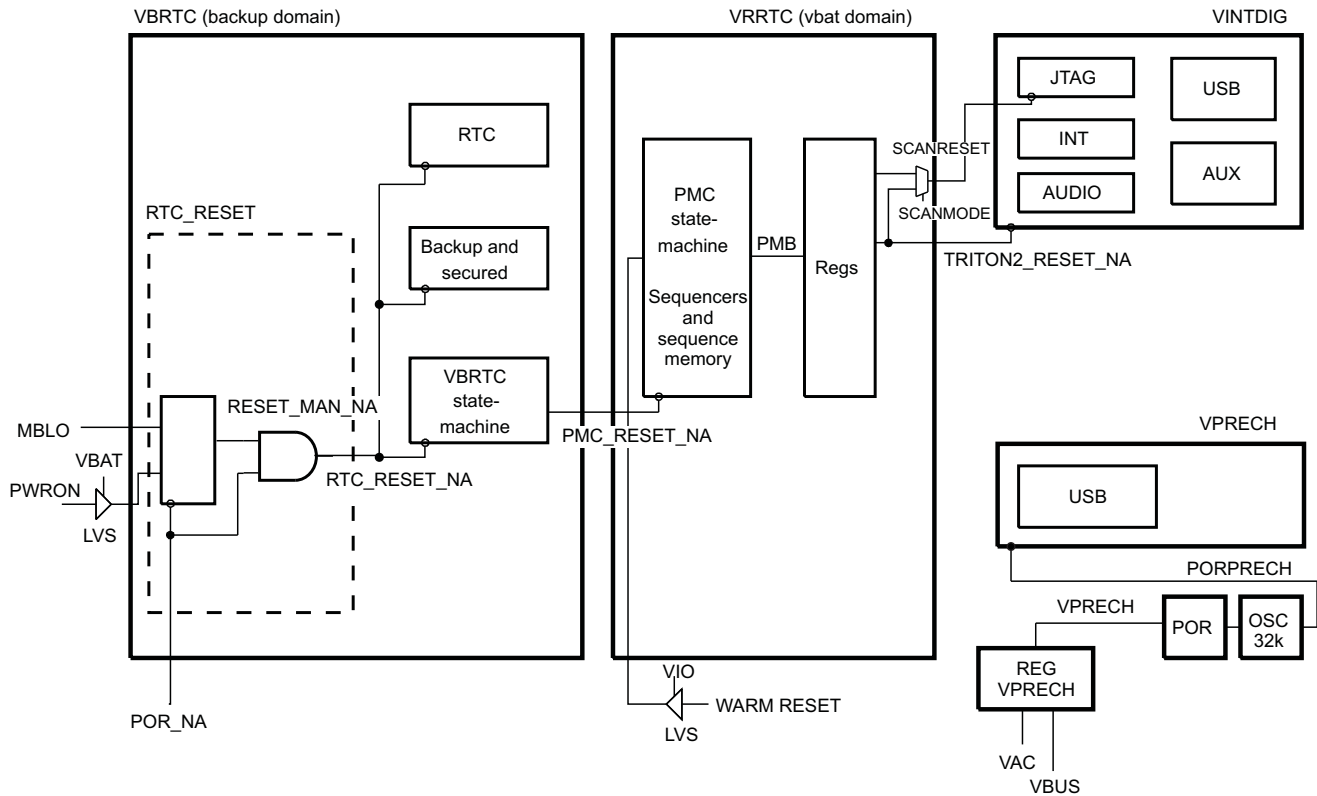 VBRTC (backup domain)
VRRTC (vbat domain)
VINTDIG
JTAG
USB
RTC
INT
SCANRESET
AUX
AUDIO
PMC
state-
machine
RTC_RESET
SCANMODE
Backup and
secured
PMB
Regs
TRITON2_RESET_NA
Sequencers
and
sequence
memory
VBRTC
state-
machine
RESET_MAN_NA
MBLO
PMC_RESET_NA
VPRECH
VBAT
RTC_RESET_NA
PWRON
USB
LVS
PORPRECH
VPRECH
POR
OSC
32k
REG
VPRECH
VIO
WARM RESET
POR_NA
LVS
VAC
VBUS